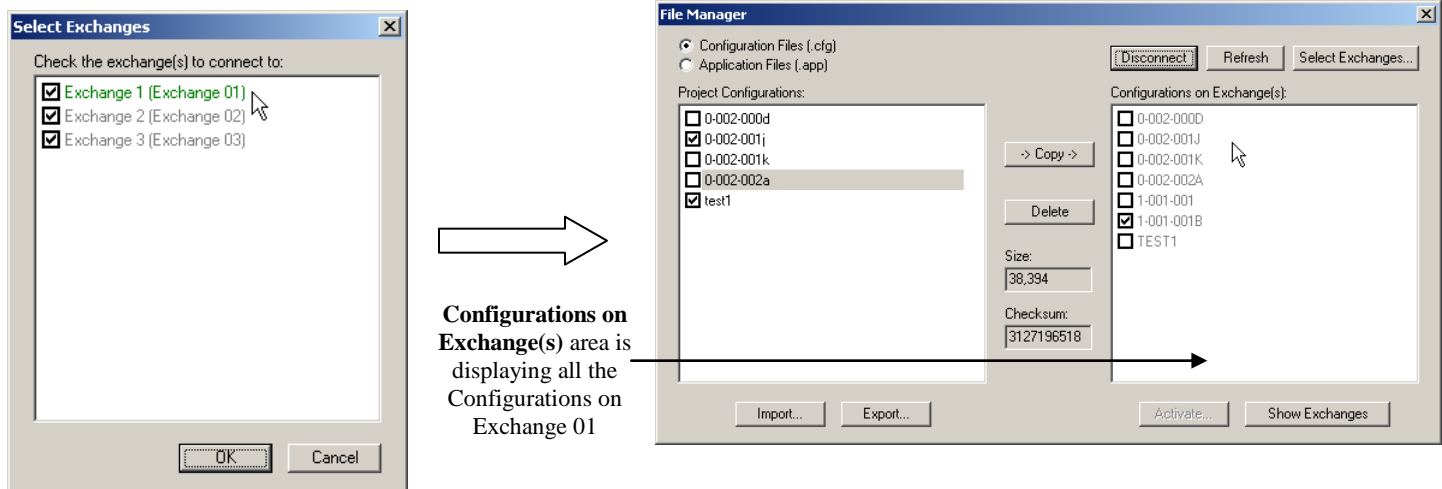 Select Exchanges
Check the exchange(s) to connect to:
Exchange 1 (Exchange 01)
Exchange 2 (Exchange 02)
Exchange 3 (Exchange 03)
OK
Cancel
Configurations on
Exchange(s) area is
displaying all the
Configurations on
Exchange 01
File Manager
Configuration Files (.cfg)
Application Files (.app)
Disconnect
Refresh
Select Exchanges...
Project Configurations:
0-002-000d
0-002-001j
0-002-001k
0-002-002a
test1
-> Copy ->
Delete
Size:
38,394
Checksum:
3127196518
Configurations on Exchange(s):
0-002-000D
0-002-001J
0-002-001K
0-002-002A
1-001-001
1-001-001B
TEST1
Import...
Export...
Activate...
Show Exchanges